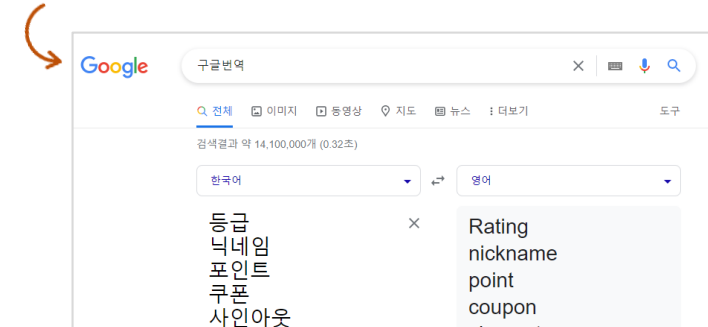 Google 구글번역
전체 이미지 동영상 지도 뉴스 더보기 도구
검색결과 약 14,100,000개 (0.32초)
한국어 영어
등급
닉네임
포인트
쿠폰
사인아웃
Rating
nickname
point
coupon